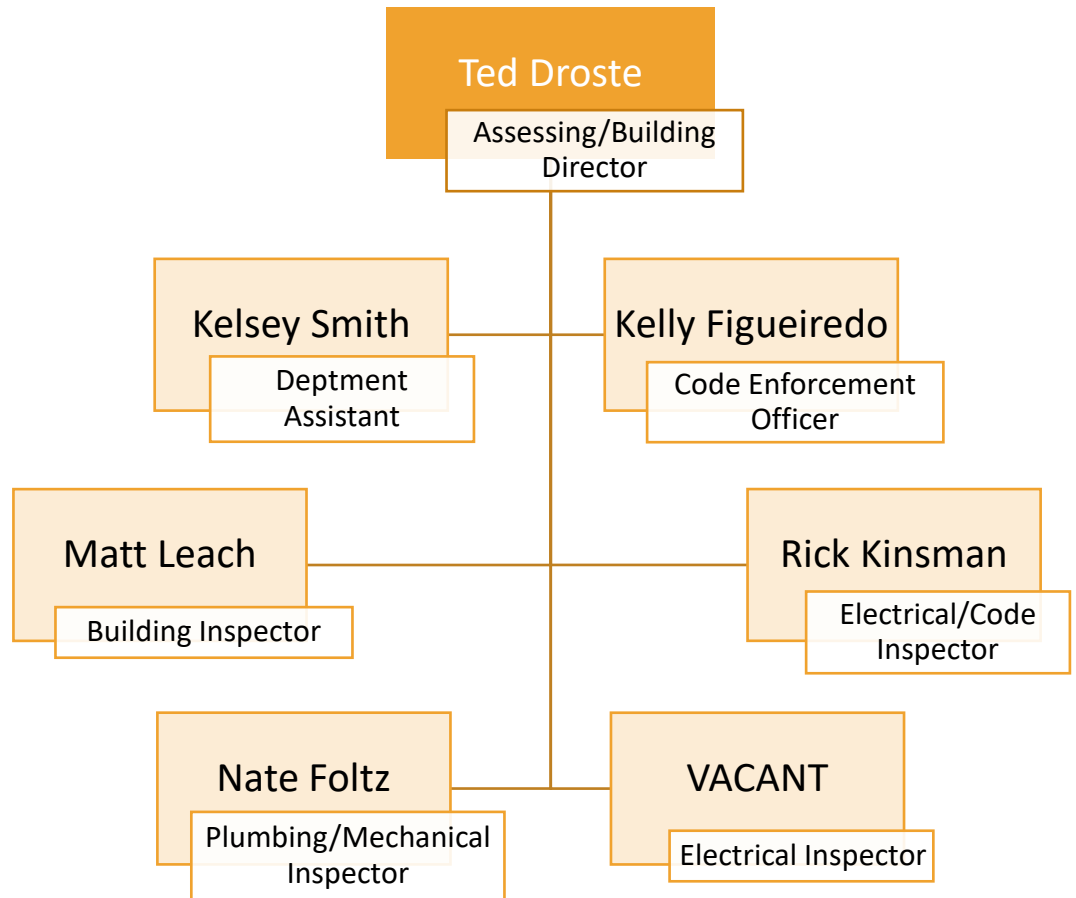 Ted Droste
Assessing/Building
Director
Kelsey Smith
Deptment
Assistant
Kelly Figueiredo
Code Enforcement
Officer
Matt Leach
Building Inspector
Rick Kinsman
Electrical/Code
Inspector
Nate Foltz
Plumbing/Mechanical
Inspector
VACANT
Electrical Inspector